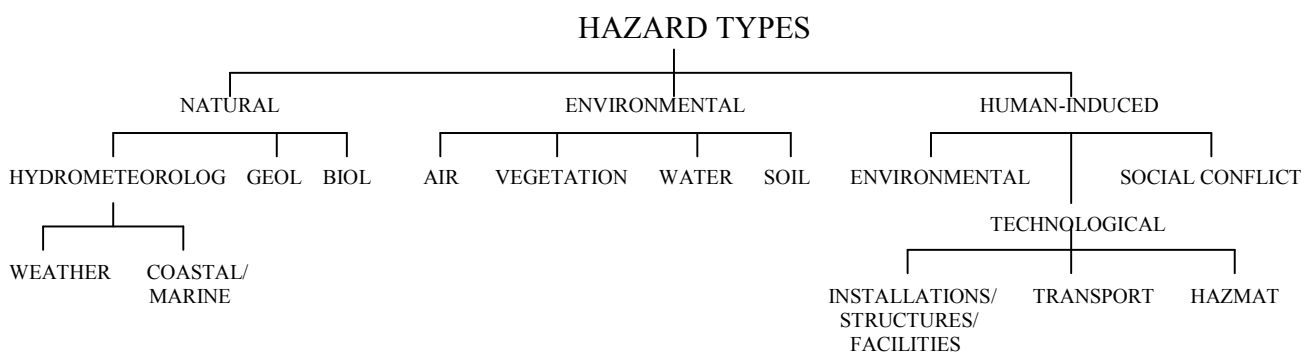 HAZARD TYPES
NATURAL ENVIRONMENTAL HUMAN-INDUCED
HYDROMETEOROLOG GEOL BIOL AIR VEGETATION WATER SOIL ENVIRONMENTAL SOCIAL CONFLICT
TECHNOLOGICAL
WEATHER COASTAL/
MARINE
INSTALLATIONS/
STRUCTURES/
FACILITIES
TRANSPORT HAZMAT